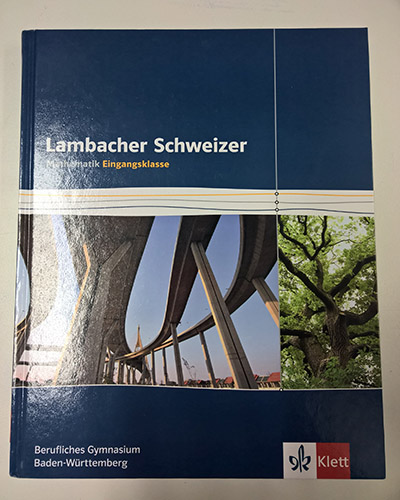 Lambacher Schweizer
Mathematik Eingangsklasse
Berufliches Gymnasium
Baden-Württemberg
Klett